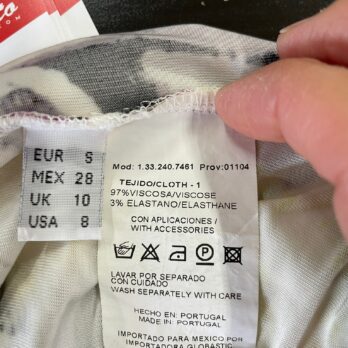 EUR S
MEX 28
UK 10
USA 8
Mod: 1.33.240.7461 Prov:01104
TEJIDO/CLOTH - 1
97%VISCOSA/VISCOSE
3% ELASTANO/ELASTHANE
CON APLICACIONES /
WITH ACCESSORIES
LAVAR POR SEPARADO
CON CUIDADO
WASH SEPARATELY WITH CARE
HECHO EN: PORTUGAL
MADE IN: PORTUGAL
IMPORTADO PARA MEXICO POR
IMPORTADORA GLOBASTIC